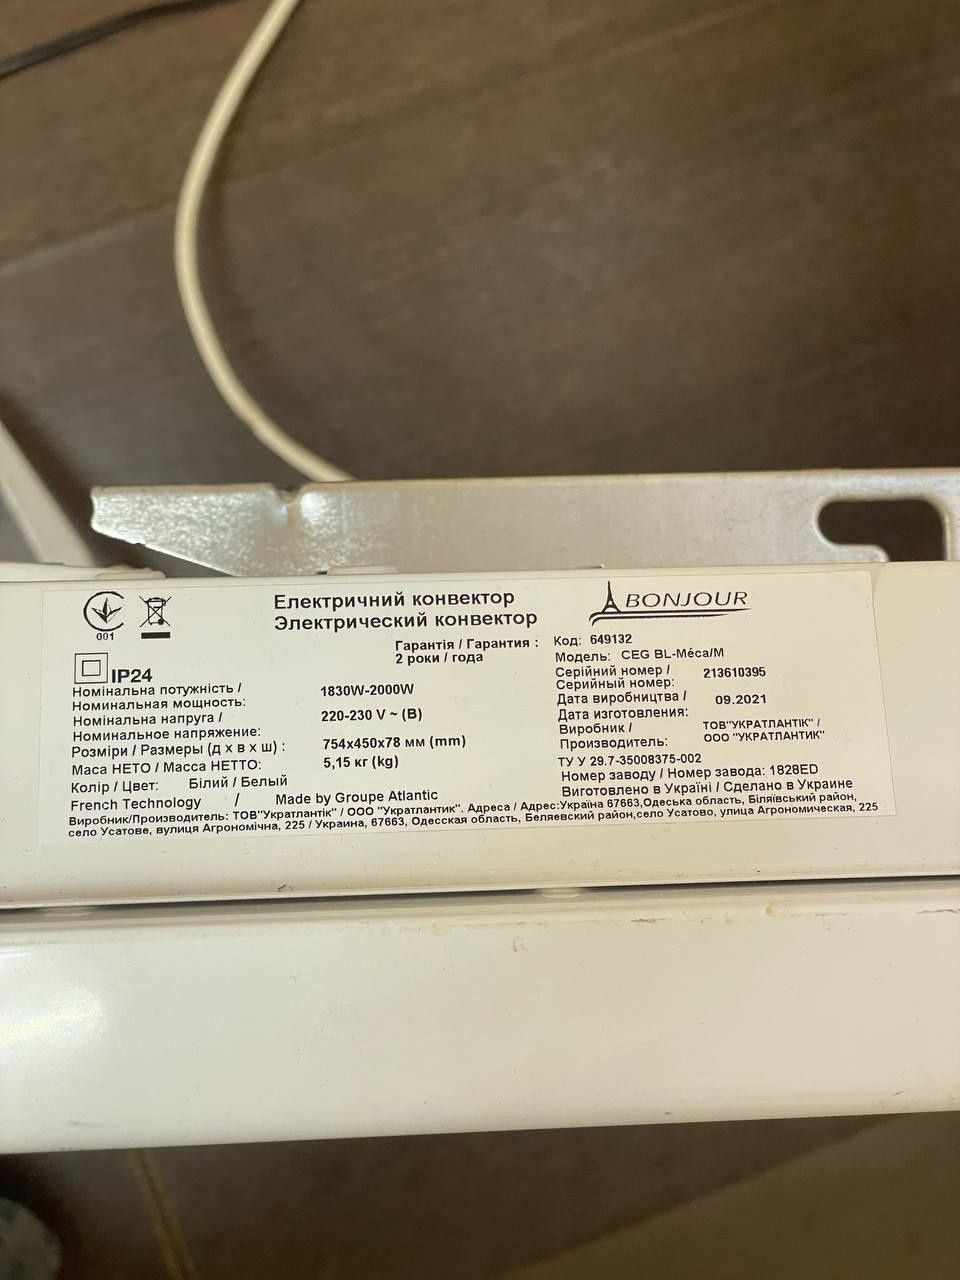 Електричний конвектор
Электрический конвектор
BONJOUR
001
IP24
Гарантія / Гарантия :
2 роки / года
Номінальна потужність /
Номинальная мощность:
1830W-2000W
Номінальна напруга /
Номинальное напряжение:
220-230 V ~ (В)
Розміри / Размеры (д х в х ш) :
754x450x78 мм (mm)
Маса НЕТО / Масса НЕТТО:
5,15 кг (kg)
Колір / Цвет: Білий / Белый
French Technology / Made by Groupe Atlantic
Код: 649132
Модель: CEG BL-Méca/M
Серійний номер /
Серийный номер:
213610395
Дата виробництва /
Дата изготовления:
09.2021
Виробник /
Производитель:
ТОВ"УКРАТЛАНТІК" /
ООО "УКРАТЛАНТИК"
ТУ У 29.7-35008375-002
Номер заводу / Номер завода: 1828ED
Виготовлено в Україні / Сделано в Украине
Виробник/Производитель: ТОВ"Укратлантік" / ООО "Укратлантик". Адреса / Адрес:Україна 67663,Одеська область, Біляївський район,
село Усатове, вулиця Агрономічна, 225 / Украина, 67663, Одесская область, Беляевский район,село Усатово, улица Агрономическая, 225